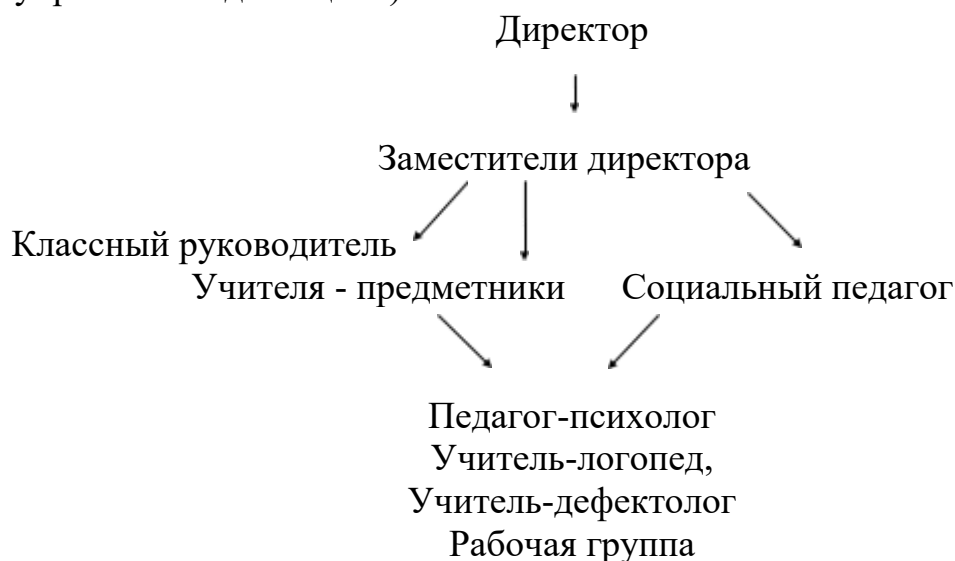 Директор
Заместители директора
Классный руководитель
Учителя - предметники Социальный педагог
Педагог-психолог
Учитель-логопед,
Учитель-дефектолог
Рабочая группа